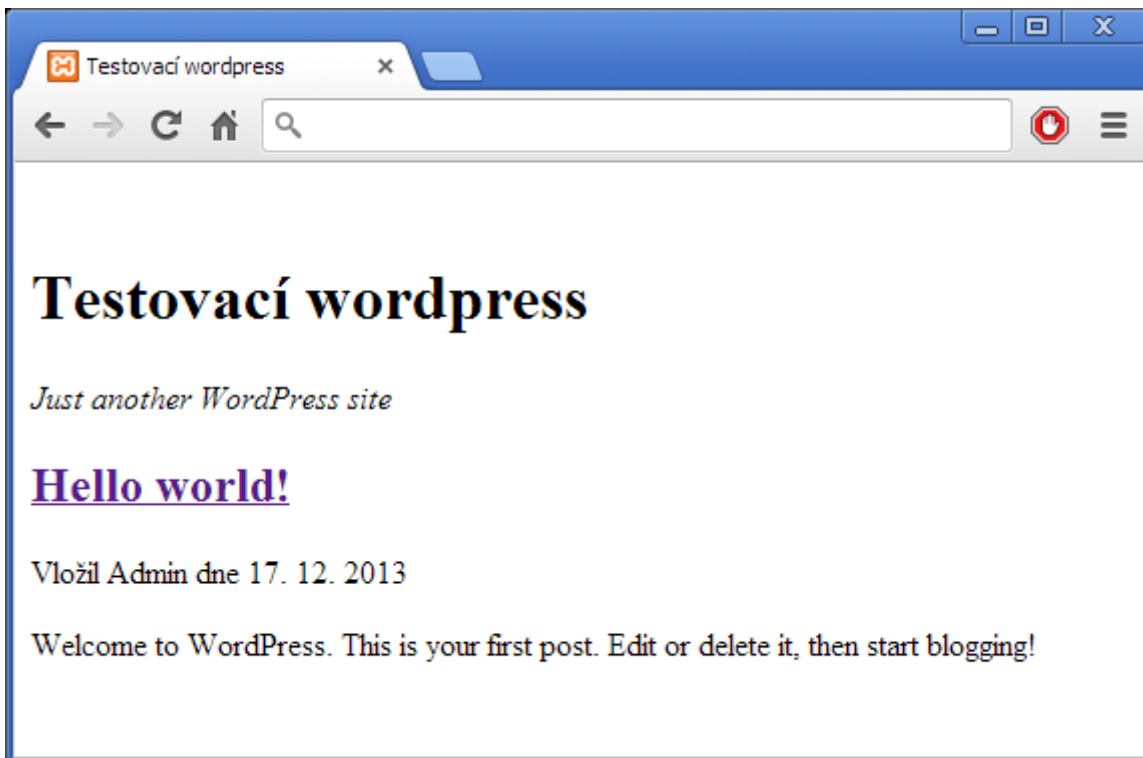 Testovací wordpress
Testovací wordpress
Just another WordPress site
Hello world!
Vložil Admin dne 17. 12. 2013
Welcome to WordPress. This is your first post. Edit or delete it, then start blogging!